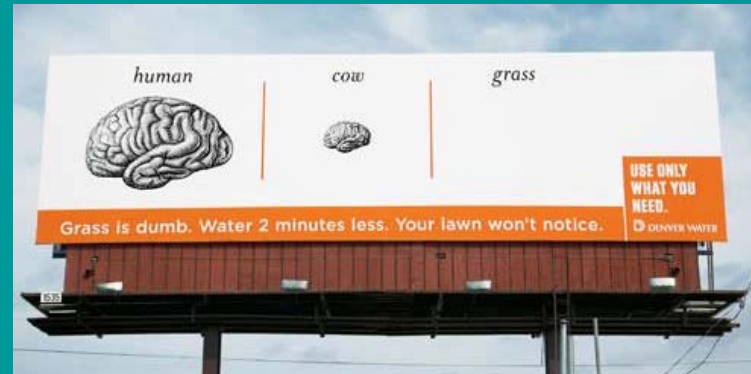 human
cow
grass
USE ONLY
WHAT YOU
NEED.
DENVER WATER
Grass is dumb. Water 2 minutes less. Your lawn won't notice.